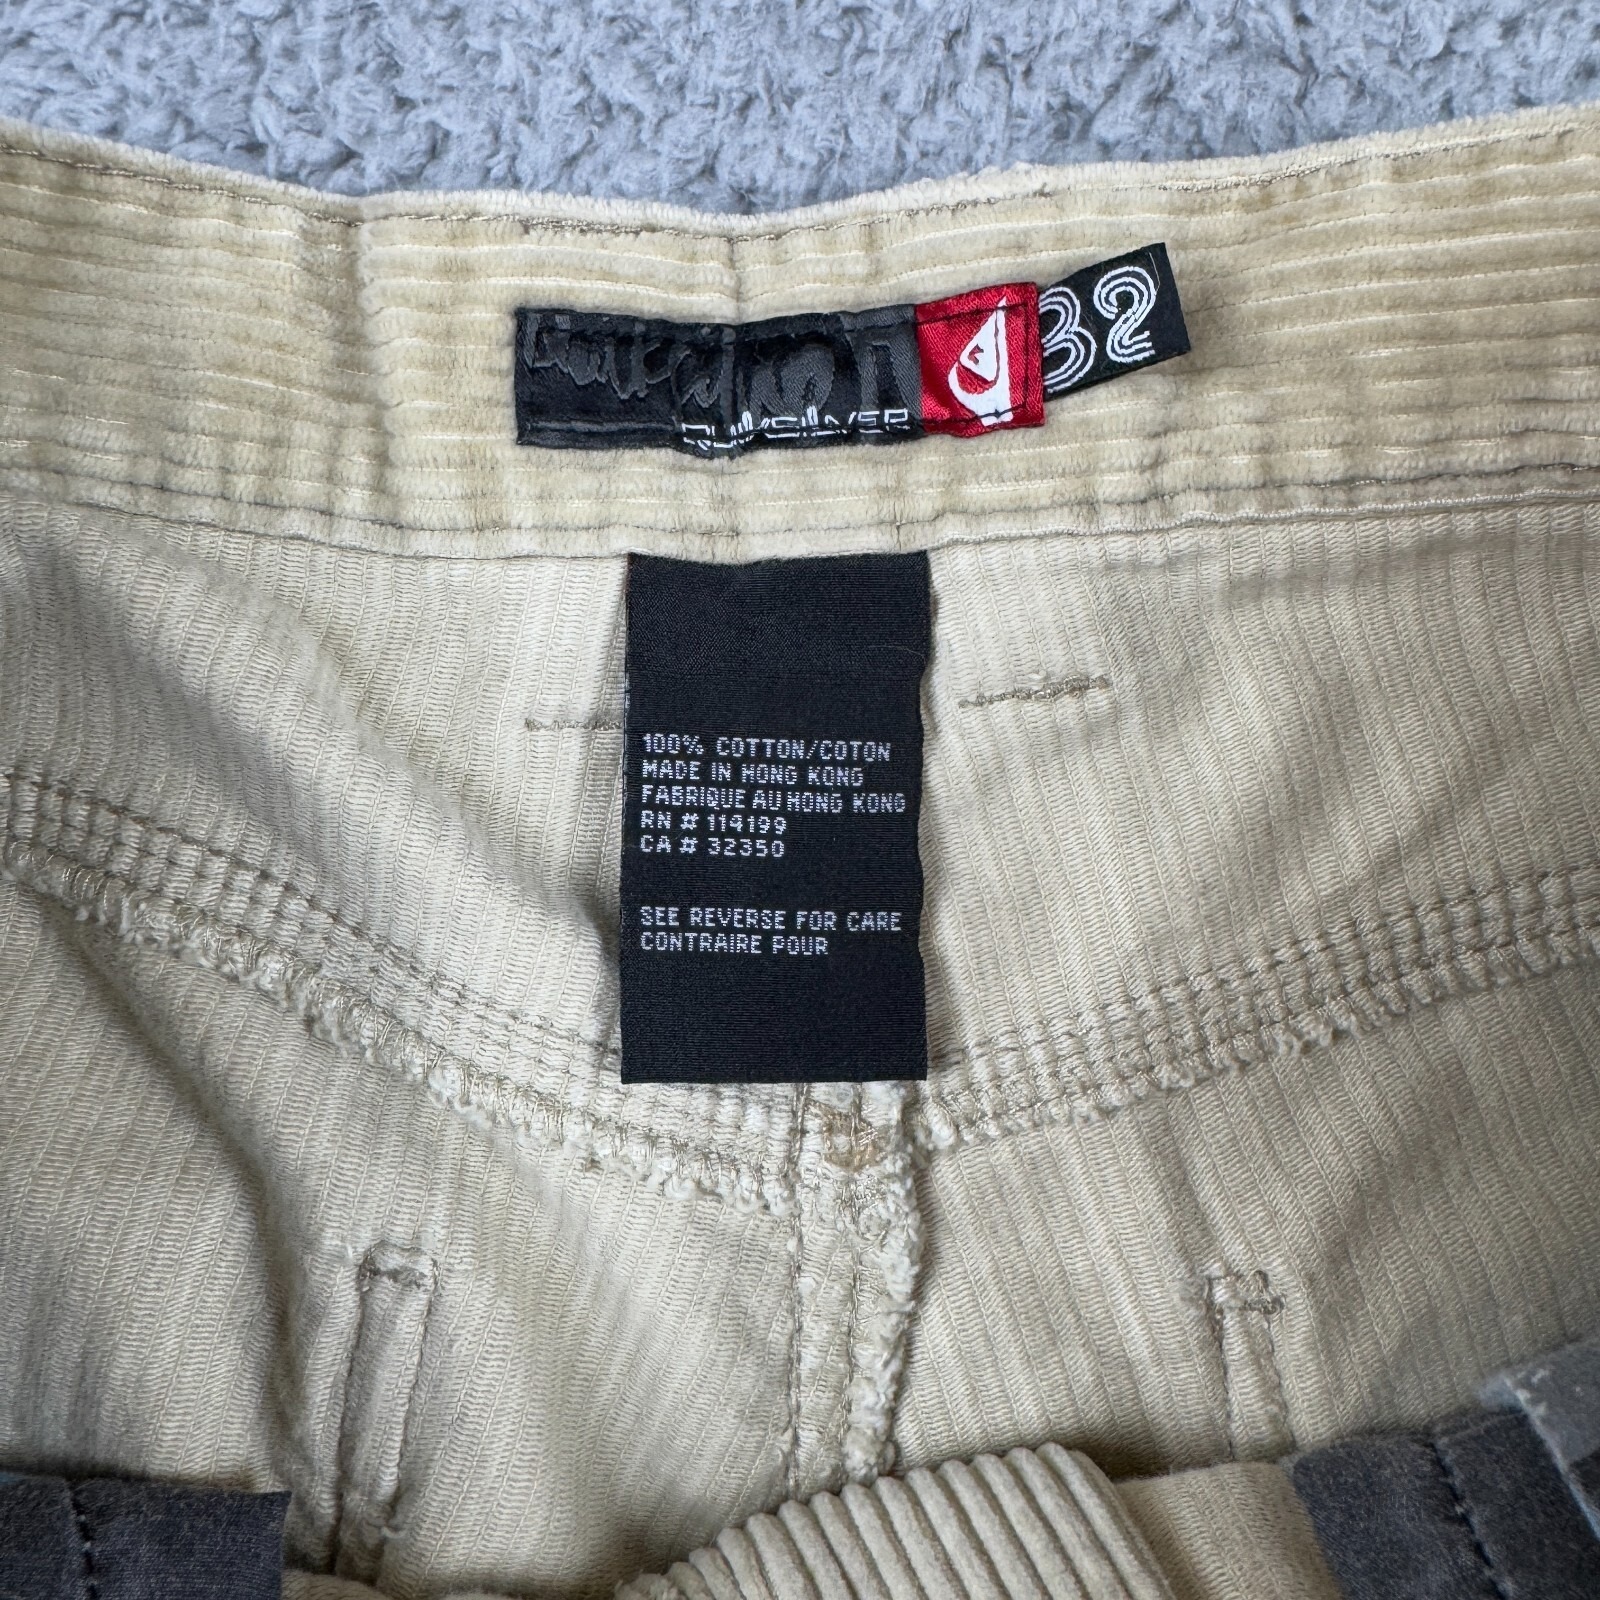 QUIKSILVER
32
100% COTTON/COTON
MADE IN HONG KONG
FABRIQUE AU HONG KONG
RN # 114199
CA # 32350
SEE REVERSE FOR CARE
CONTRAIRE POUR